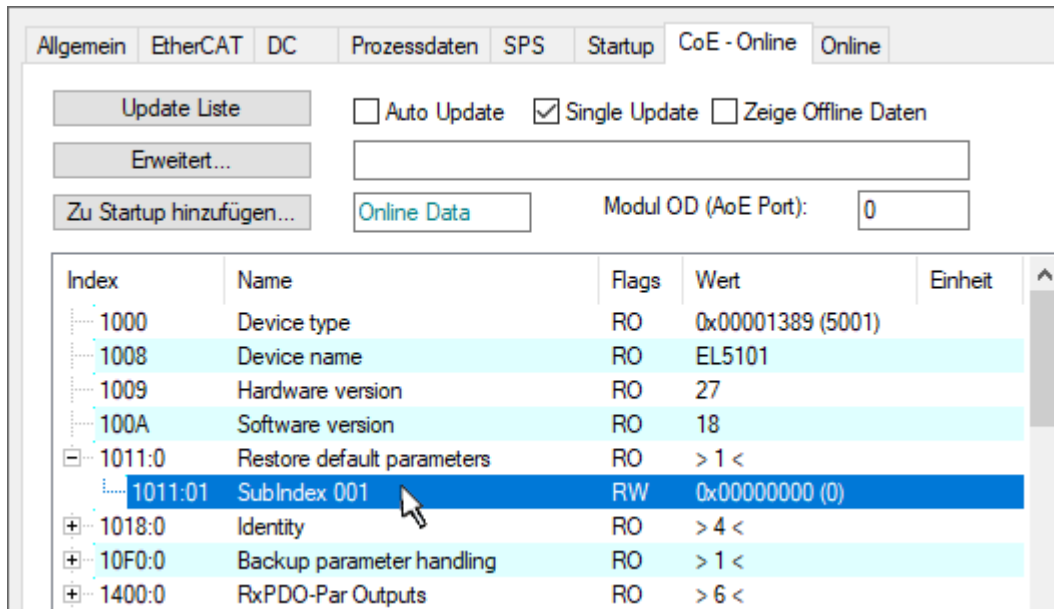 Allgemein EtherCAT DC Prozessdaten SPS Startup CoE - Online Online
Update Liste Auto Update Single Update Zeige Offline Daten
Erweitert...
Zu Startup hinzufügen... Online Data Modul OD (AoE Port): 0
Index Name Flags Wert Einheit
1000 Device type RO 0x00001389 (5001)
1008 Device name RO EL5101
1009 Hardware version RO 27
100A Software version RO 18
1011:0 Restore default parameters RO > 1 <
1011:01 SubIndex 001 RW 0x00000000 (0)
1018:0 Identity RO > 4 <
10F0:0 Backup parameter handling RO > 1 <
1400:0 RxPDO-Par Outputs RO > 6 <